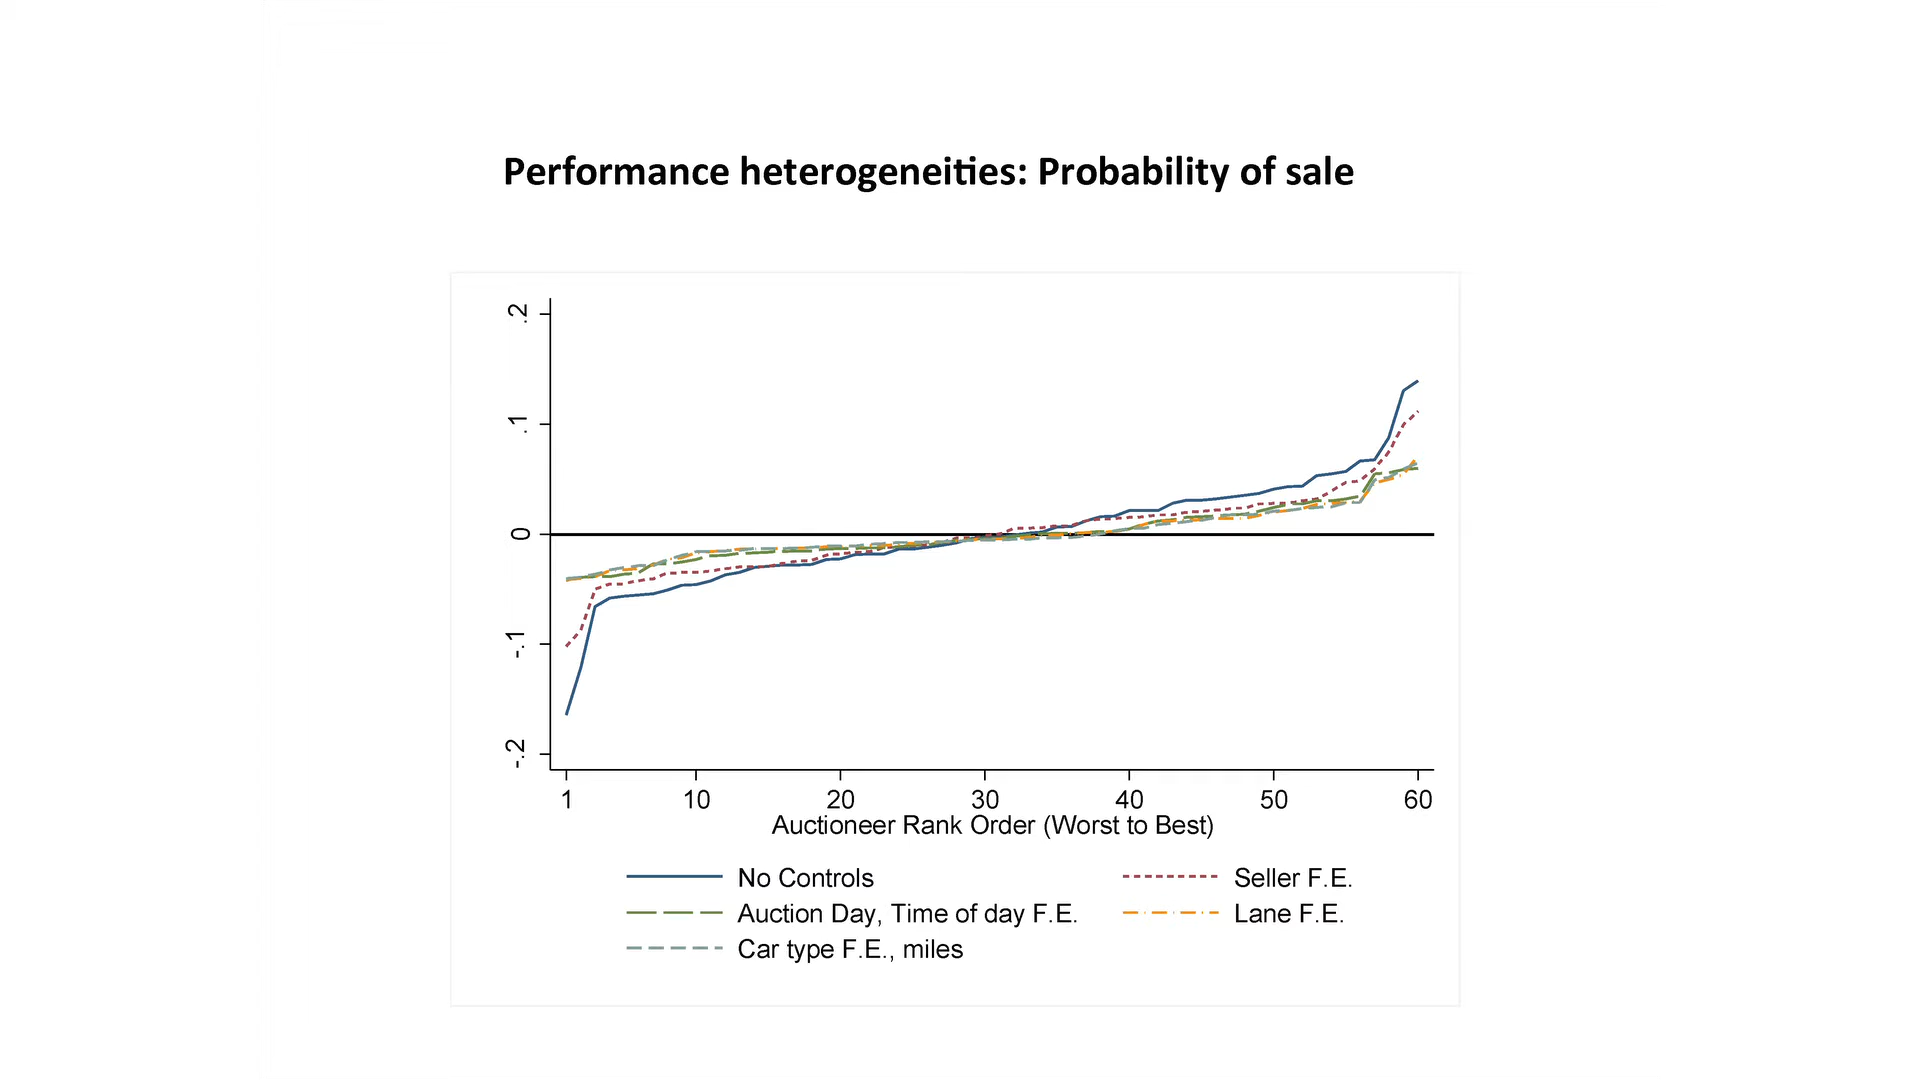 Performance heterogeneities: Probability of sale
.2
.1
0
-.1
-.2
1 10 20 30 40 50 60
Auctioneer Rank Order (Worst to Best)
No Controls Seller F.E.
Auction Day, Time of day F.E. Lane F.E.
Car type F.E., miles